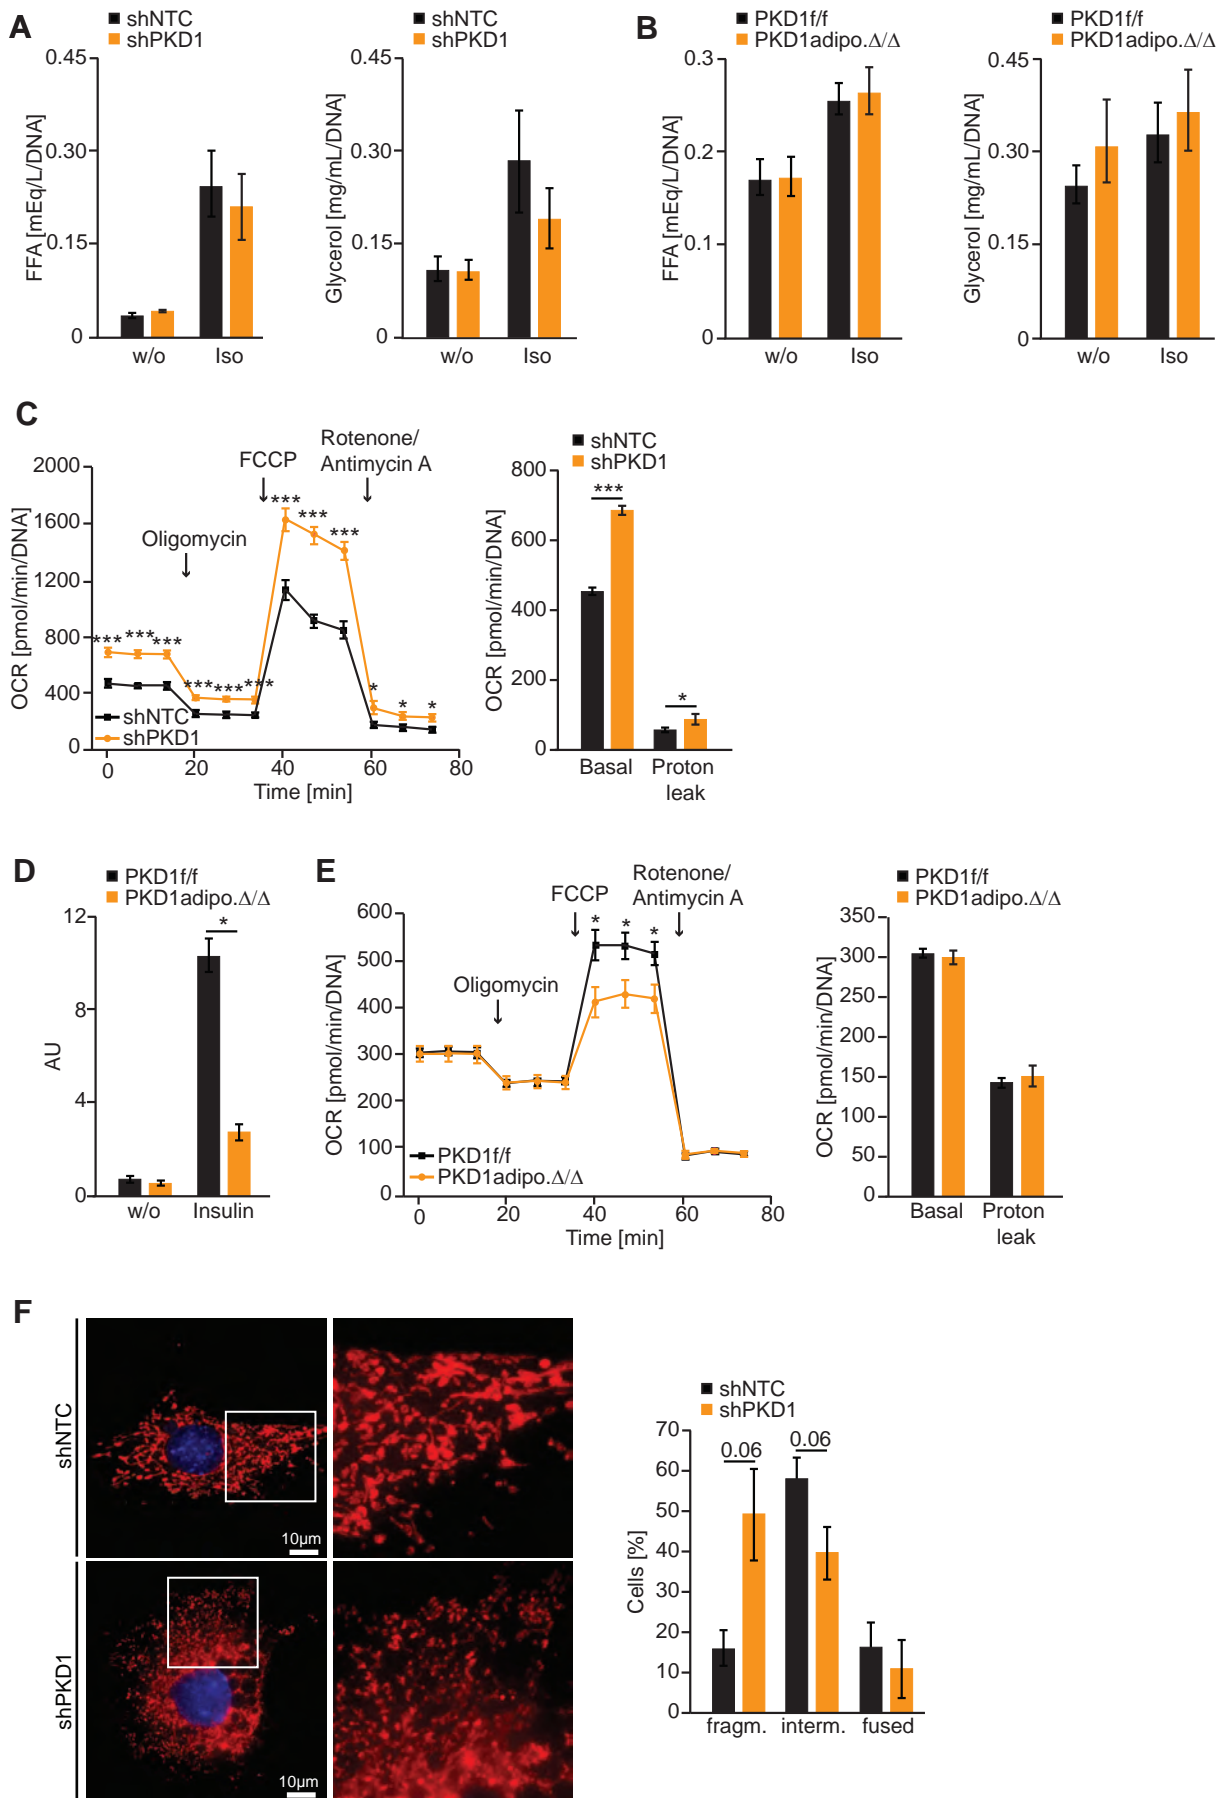 A
shNTC
shPKD1
FFA [mEq/L/DNA]
0.45
0.30
0.15
0
w/o
Iso
shNTC
shPKD1
Glycerol [mg/mL/DNA]
0.45
0.30
0.15
0
w/o
Iso
B
PKD1f/f
PKD1adipo.Δ/Δ
FFA [mEq/L/DNA]
0.3
0.2
0.1
0
w/o
Iso
PKD1f/f
PKD1adipo.Δ/Δ
Glycerol [mg/mL/DNA]
0.45
0.30
0.15
0
w/o
Iso
C
OCR [pmol/min/DNA]
2000
1600
1200
800
400
0
Oligomycin
FCCP
Rotenone/
Antimycin A
*** *** ***
*** *** ***
*** *** ***
* * *
shNTC
shPKD1
0 20 40 60 80
Time [min]
shNTC
shPKD1
OCR [pmol/min/DNA]
800
600
400
200
0
***
*
Basal
Proton
leak
D
PKD1f/f
PKD1adipo.Δ/Δ
AU
12
8
4
0
*
w/o
Insulin
E
OCR [pmol/min/DNA]
600
500
400
300
200
100
0
Oligomycin
FCCP
Rotenone/
Antimycin A
* * *
PKD1f/f
PKD1adipo.Δ/Δ
0 20 40 60 80
Time [min]
PKD1f/f
PKD1adipo.Δ/Δ
OCR [pmol/min/DNA]
350
300
250
200
150
100
50
0
Basal
Proton
leak
F
shNTC
10μm
shPKD1
10μm
shNTC
shPKD1
Cells [%]
70
60
50
40
30
20
10
0
0.06
0.06
fragm.
interm.
fused